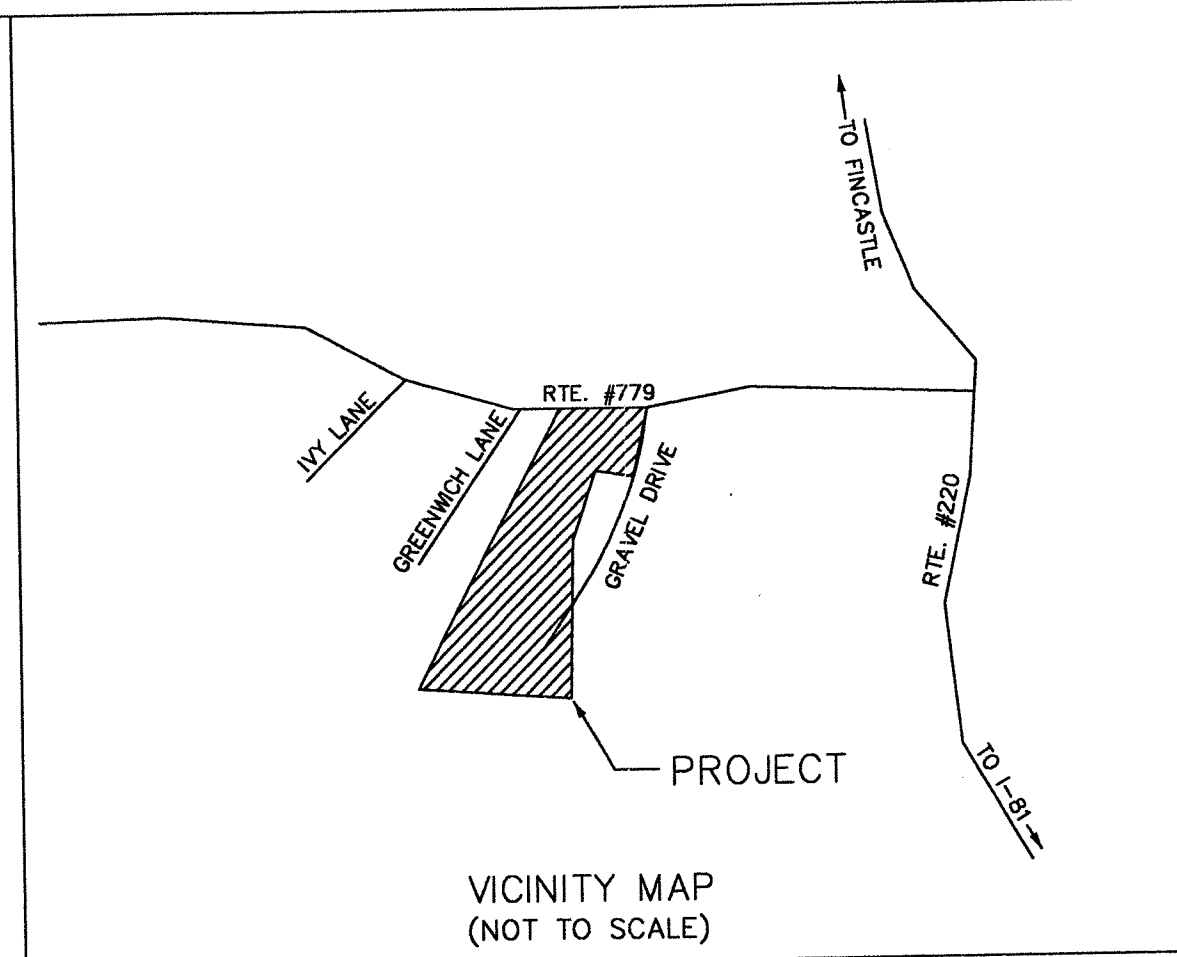 TO FINCASTLE
RTE. #779
IVY LANE
GREENWICH LANE
GRAVEL DRIVE
RTE. #220
PROJECT
TO I-81
VICINITY MAP
(NOT TO SCALE)